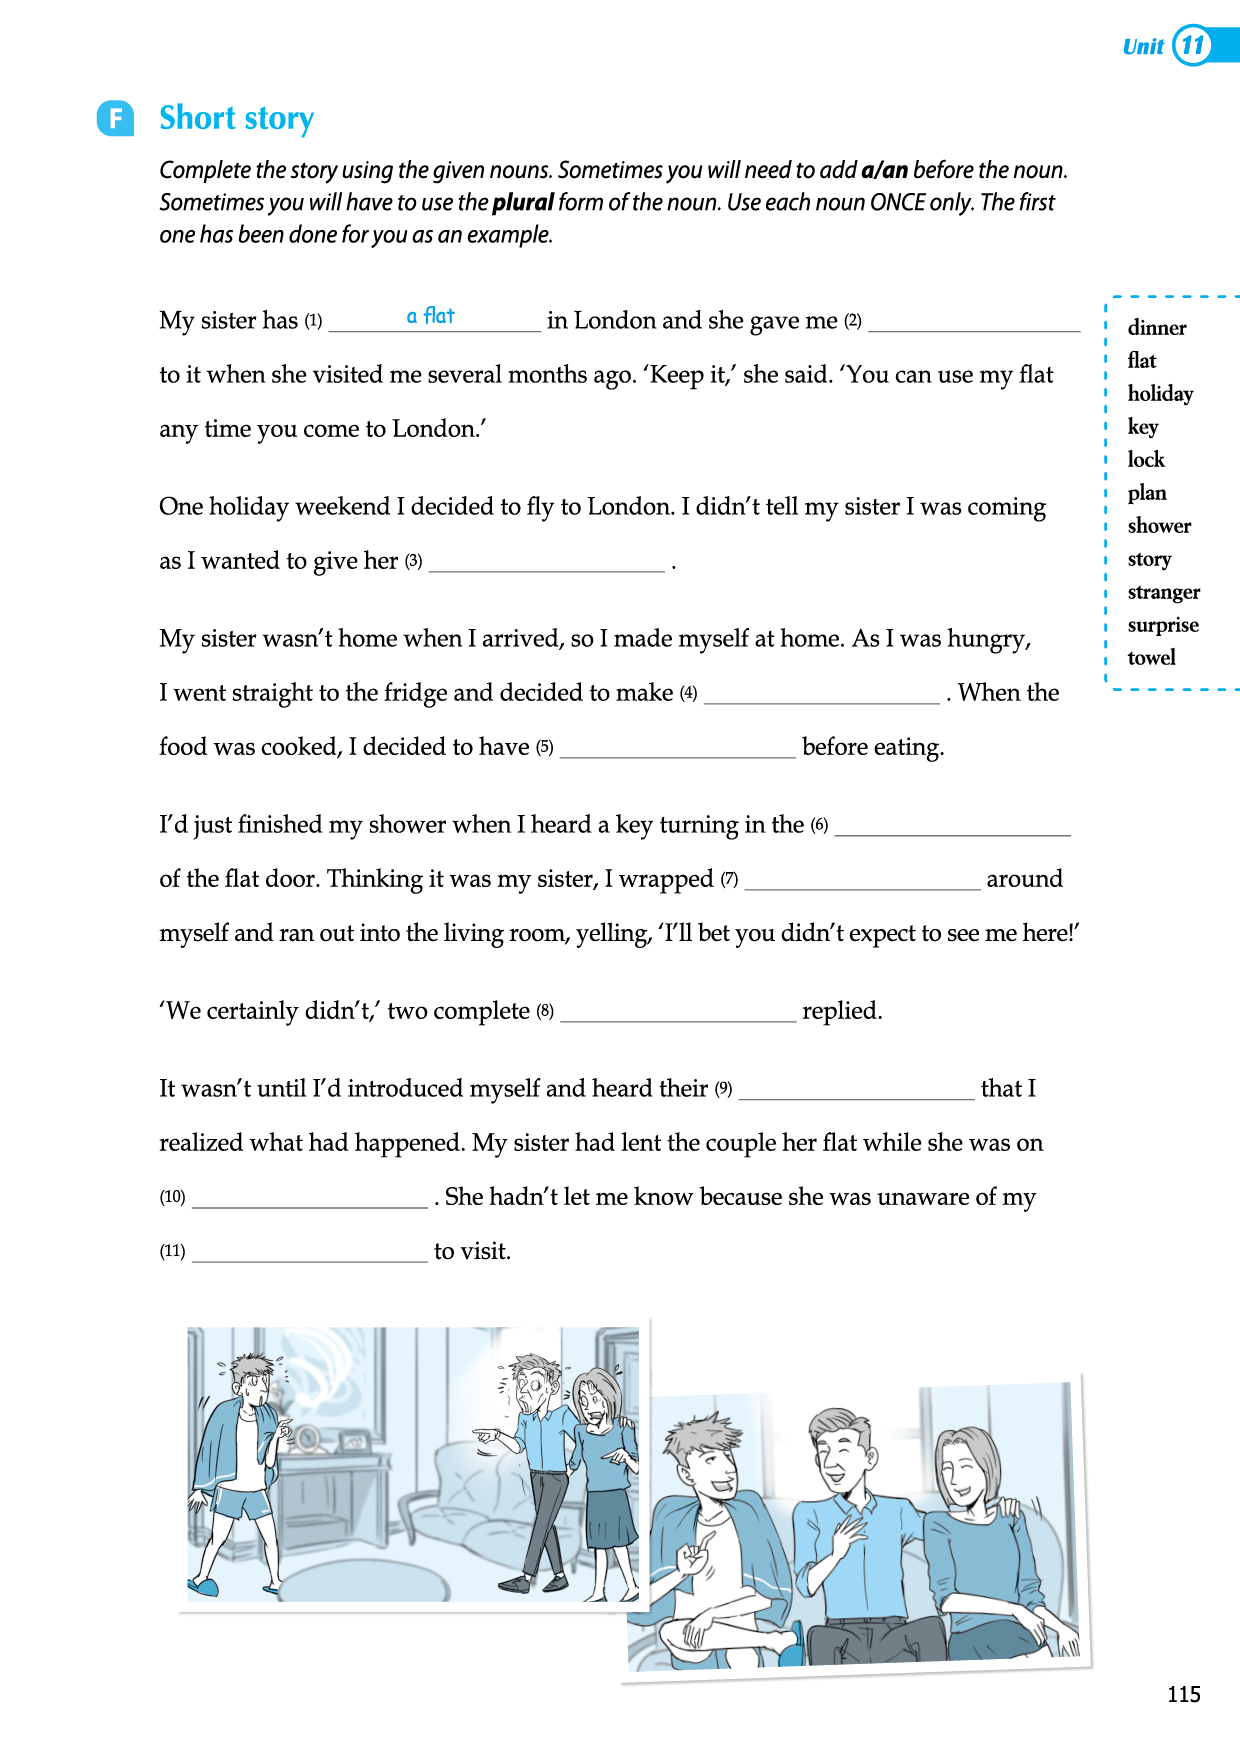 Unit 11
F Short story
Complete the story using the given nouns. Sometimes you will need to add a/an before the noun.
Sometimes you will have to use the plural form of the noun. Use each noun ONCE only. The first
one has been done for you as an example.
My sister has (1) a flat in London and she gave me (2)
to it when she visited me several months ago. ‘Keep it,’ she said. ‘You can use my flat
any time you come to London.’
One holiday weekend I decided to fly to London. I didn’t tell my sister I was coming
as I wanted to give her (3) .
My sister wasn’t home when I arrived, so I made myself at home. As I was hungry,
I went straight to the fridge and decided to make (4) . When the
food was cooked, I decided to have (5) before eating.
I’d just finished my shower when I heard a key turning in the (6)
of the flat door. Thinking it was my sister, I wrapped (7) around
myself and ran out into the living room, yelling, ‘I’ll bet you didn’t expect to see me here!’
‘We certainly didn’t,’ two complete (8) replied.
It wasn’t until I’d introduced myself and heard their (9) that I
realized what had happened. My sister had lent the couple her flat while she was on
(10) . She hadn’t let me know because she was unaware of my
(11) to visit.
dinner
flat
holiday
key
lock
plan
shower
story
stranger
surprise
towel
115